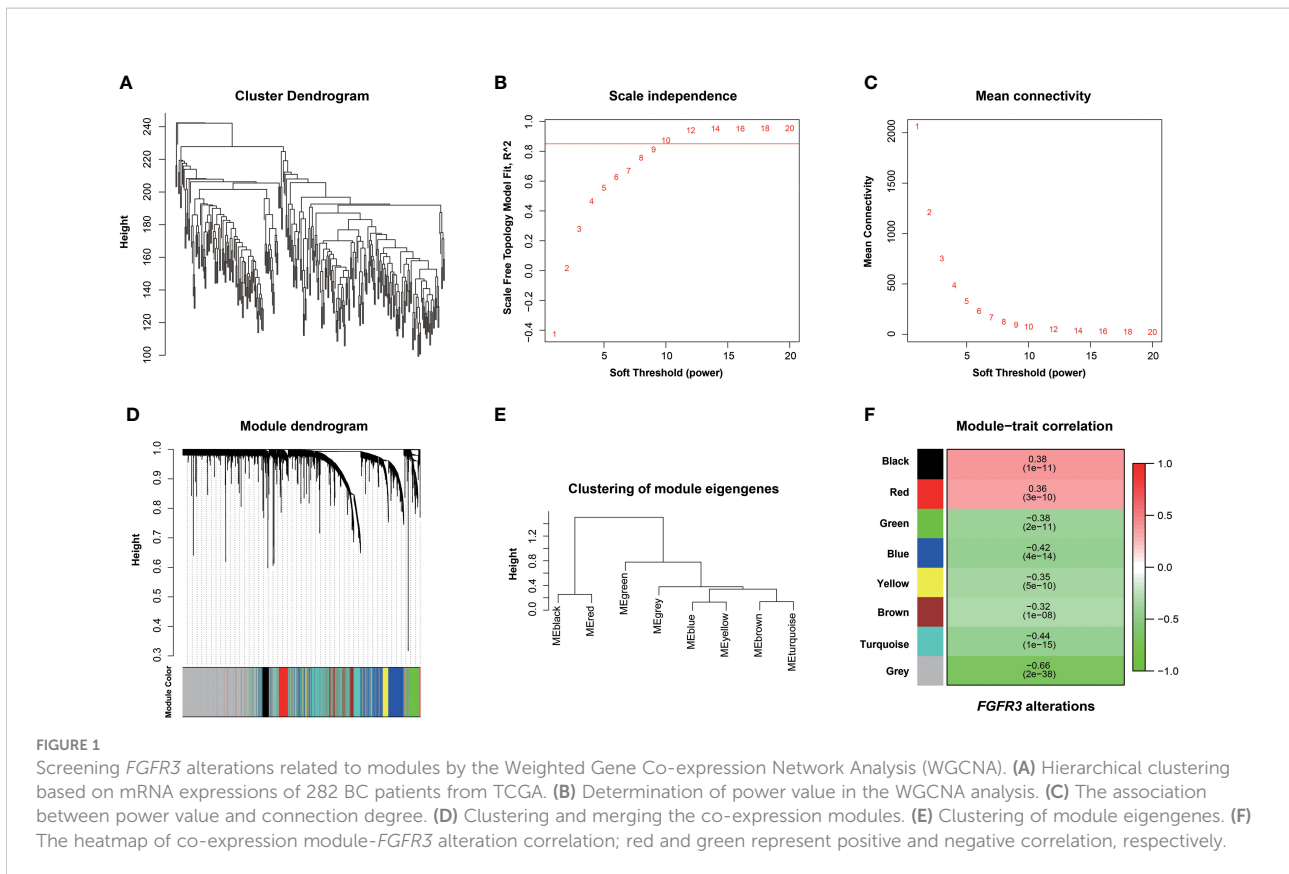 A
Cluster Dendrogram
Height
240
220
200
180
160
140
120
100
B
Scale independence
Scale Free Topology Model Fit, R^2
1.0
0.8
0.6
0.4
0.2
0.0
−0.2
−0.4
1
2
3
4
5
6
7
8
9
10
12
14
16
18
20
5
10
15
20
Soft Threshold (power)
C
Mean connectivity
Mean Connectivity
2000
1500
1000
500
0
1
2
3
4
5
6
7
8
9
10
12
14
16
18
20
5
10
15
20
Soft Threshold (power)
D
Module dendrogram
Height
1.0
0.9
0.8
0.7
0.6
0.5
0.4
0.3
Module Color
E
Clustering of module eigengenes
Height
1.2
0.8
0.4
0.0
MEblack
MEred
MEgreen
MEgrey
MEblue
MEyellow
MEbrown
MEturquoise
F
Module−trait correlation
Black
0.38
(1e−11)
Red
0.36
(3e−10)
Green
−0.38
(2e−11)
Blue
−0.42
(4e−14)
Yellow
−0.35
(5e−10)
Brown
−0.32
(1e−08)
Turquoise
−0.44
(1e−15)
Grey
−0.66
(2e−38)
1.0
0.5
0.0
−0.5
−1.0
FGFR3 alterations
FIGURE 1
Screening FGFR3 alterations related to modules by the Weighted Gene Co-expression Network Analysis (WGCNA). (A) Hierarchical clustering
based on mRNA expressions of 282 BC patients from TCGA. (B) Determination of power value in the WGCNA analysis. (C) The association
between power value and connection degree. (D) Clustering and merging the co-expression modules. (E) Clustering of module eigengenes. (F)
The heatmap of co-expression module-FGFR3 alteration correlation; red and green represent positive and negative correlation, respectively.